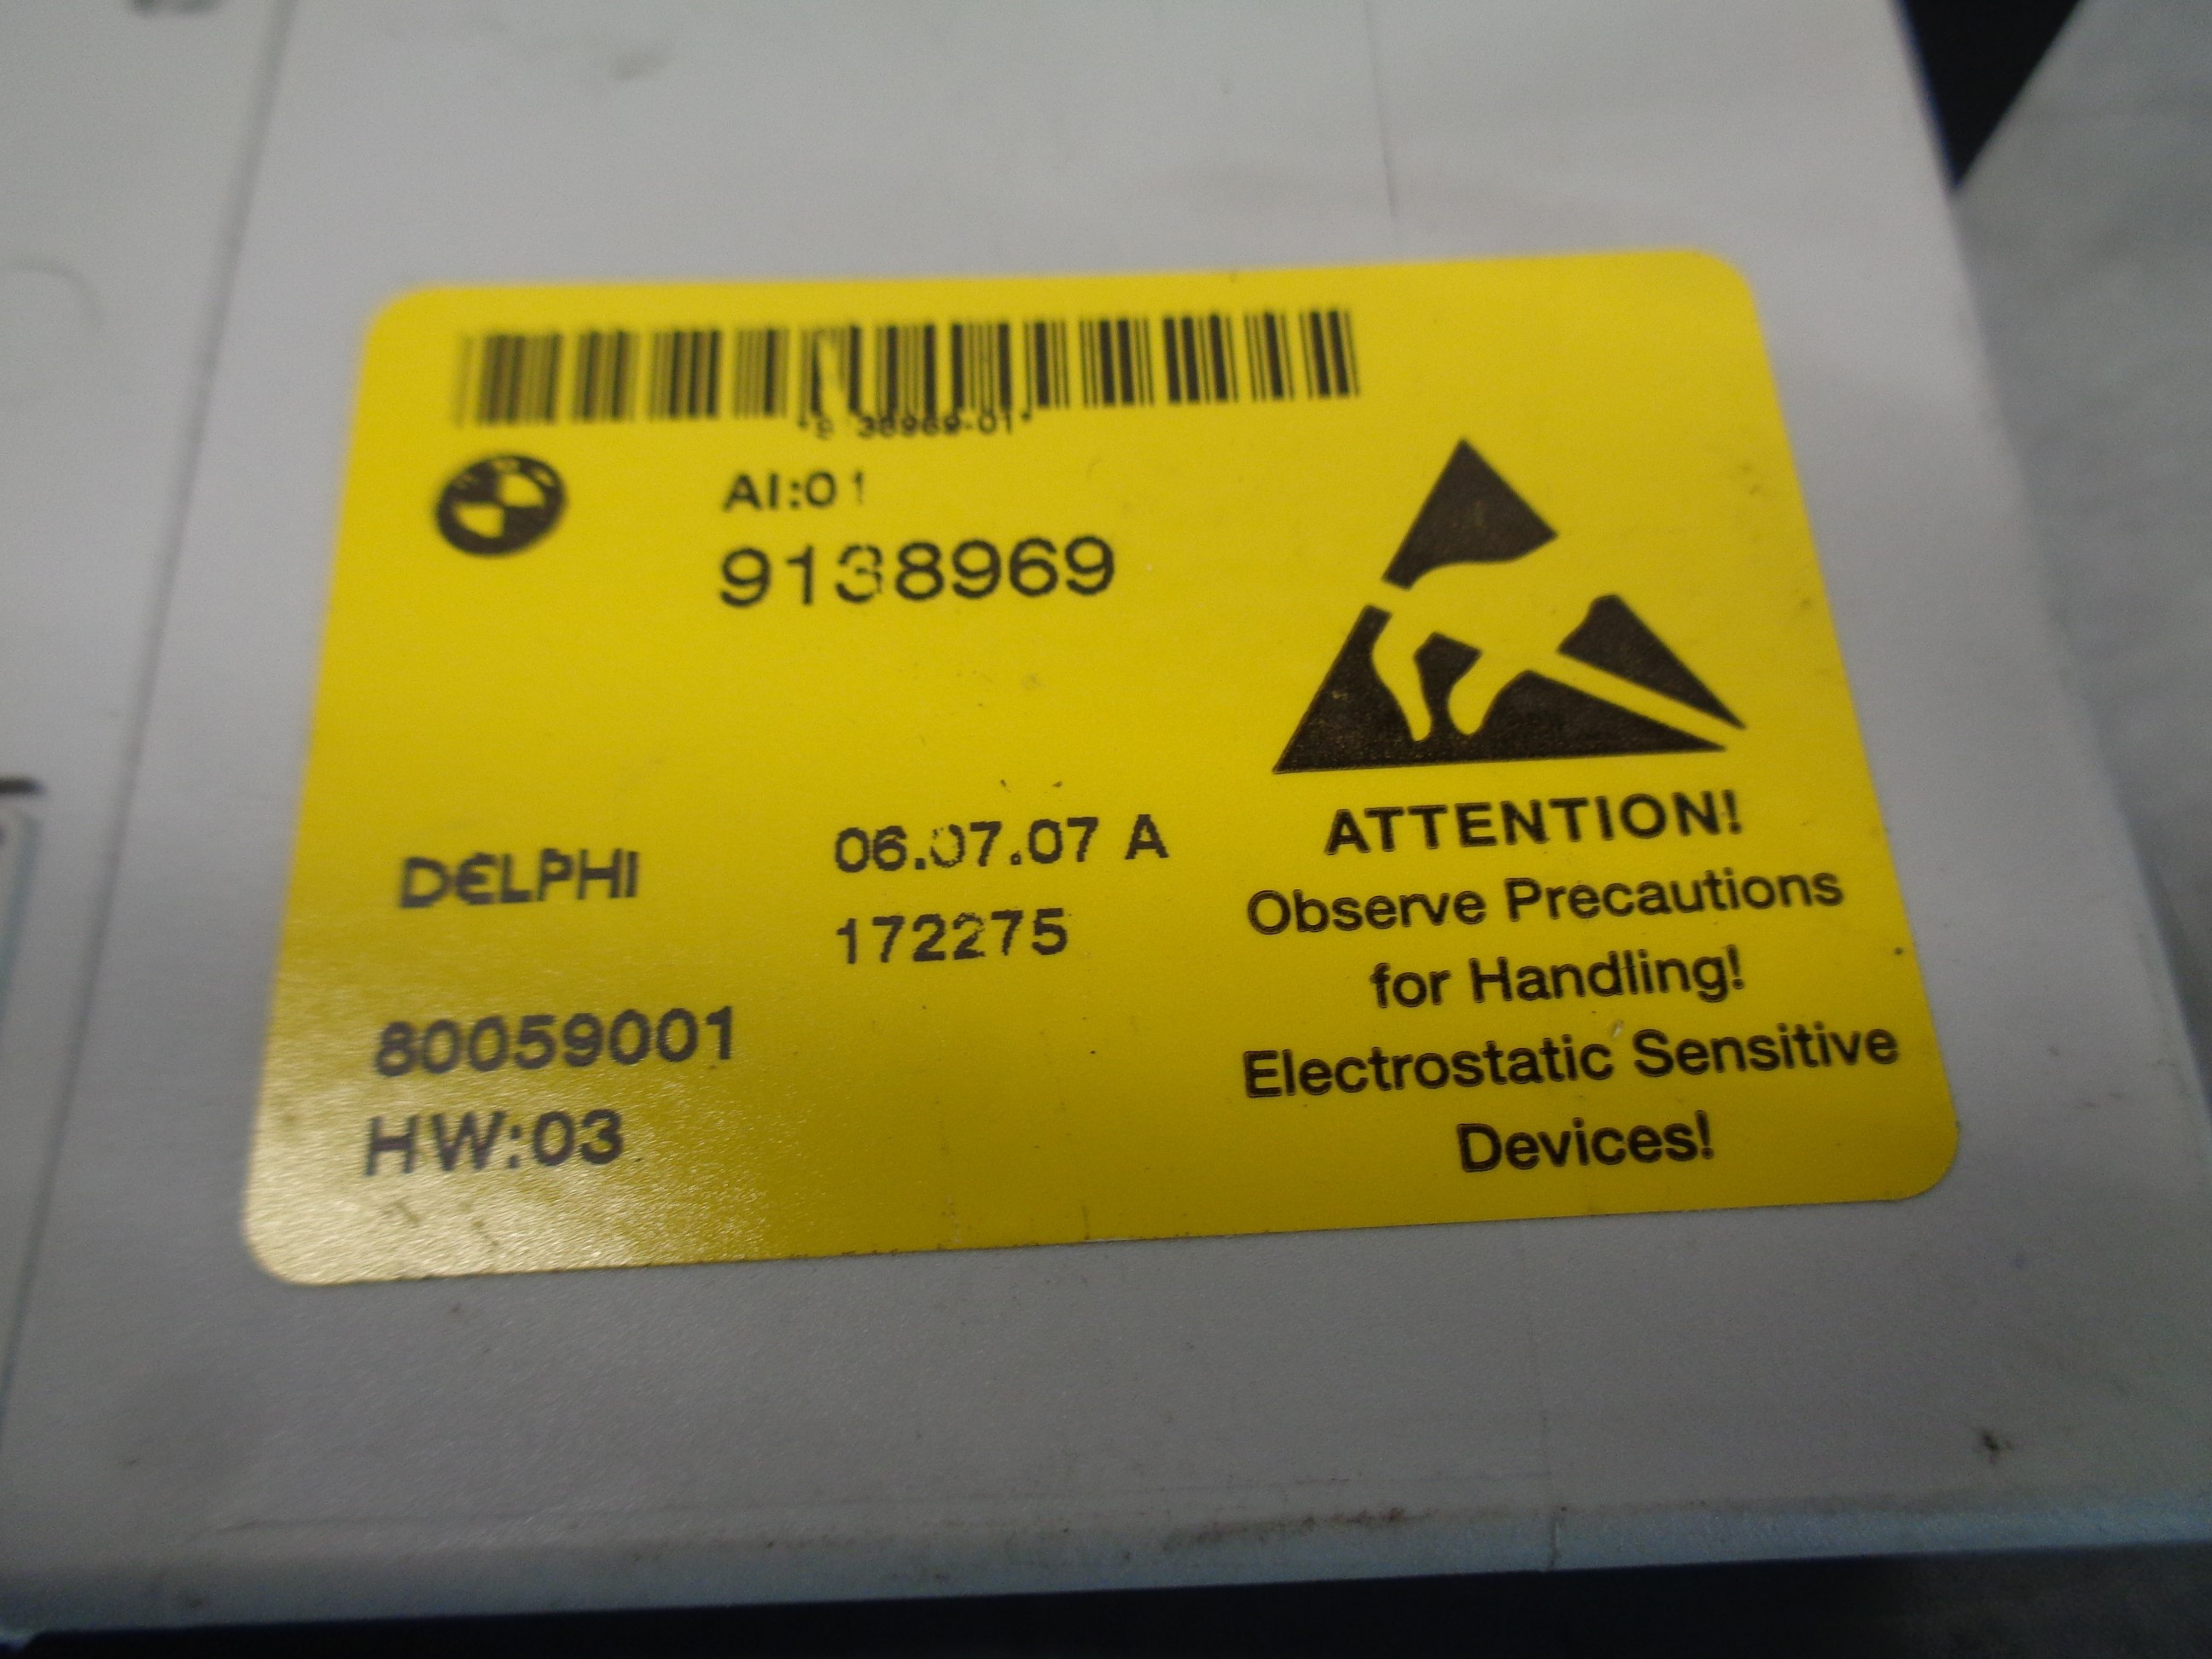 AI:01
9138969
DELPHI
06.07.07 A
172275
80059001
HW:03
ATTENTION!
Observe Precautions
for Handling!
Electrostatic Sensitive
Devices!